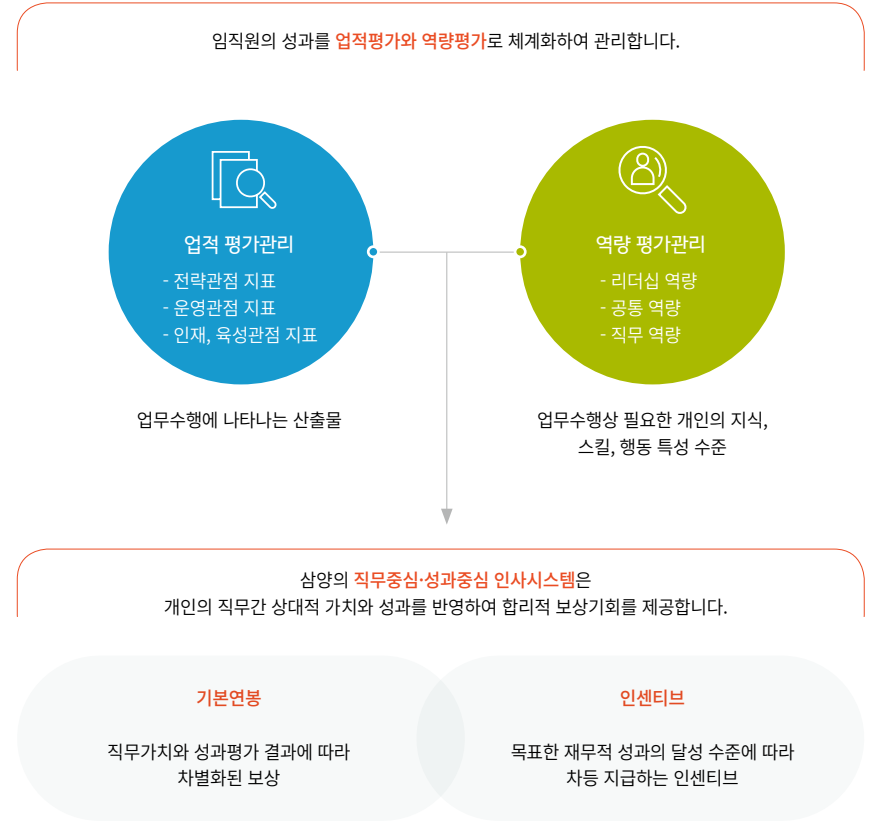 임직원의 성과를 업적평가와 역량평가로 체계화하여 관리합니다.
업적 평가관리
- 전략관점 지표
- 운영관점 지표
- 인재, 육성관점 지표
업무수행에 나타나는 산출물
역량 평가관리
- 리더십 역량
- 공통 역량
- 직무 역량
업무수행상 필요한 개인의 지식,
스킬, 행동 특성 수준
삼양의 직무중심·성과중심 인사시스템은
개인의 직무간 상대적 가치와 성과를 반영하여 합리적 보상기회를 제공합니다.
기본연봉
직무가치와 성과평가 결과에 따라
차별화된 보상
인센티브
목표한 재무적 성과의 달성 수준에 따라
차등 지급하는 인센티브